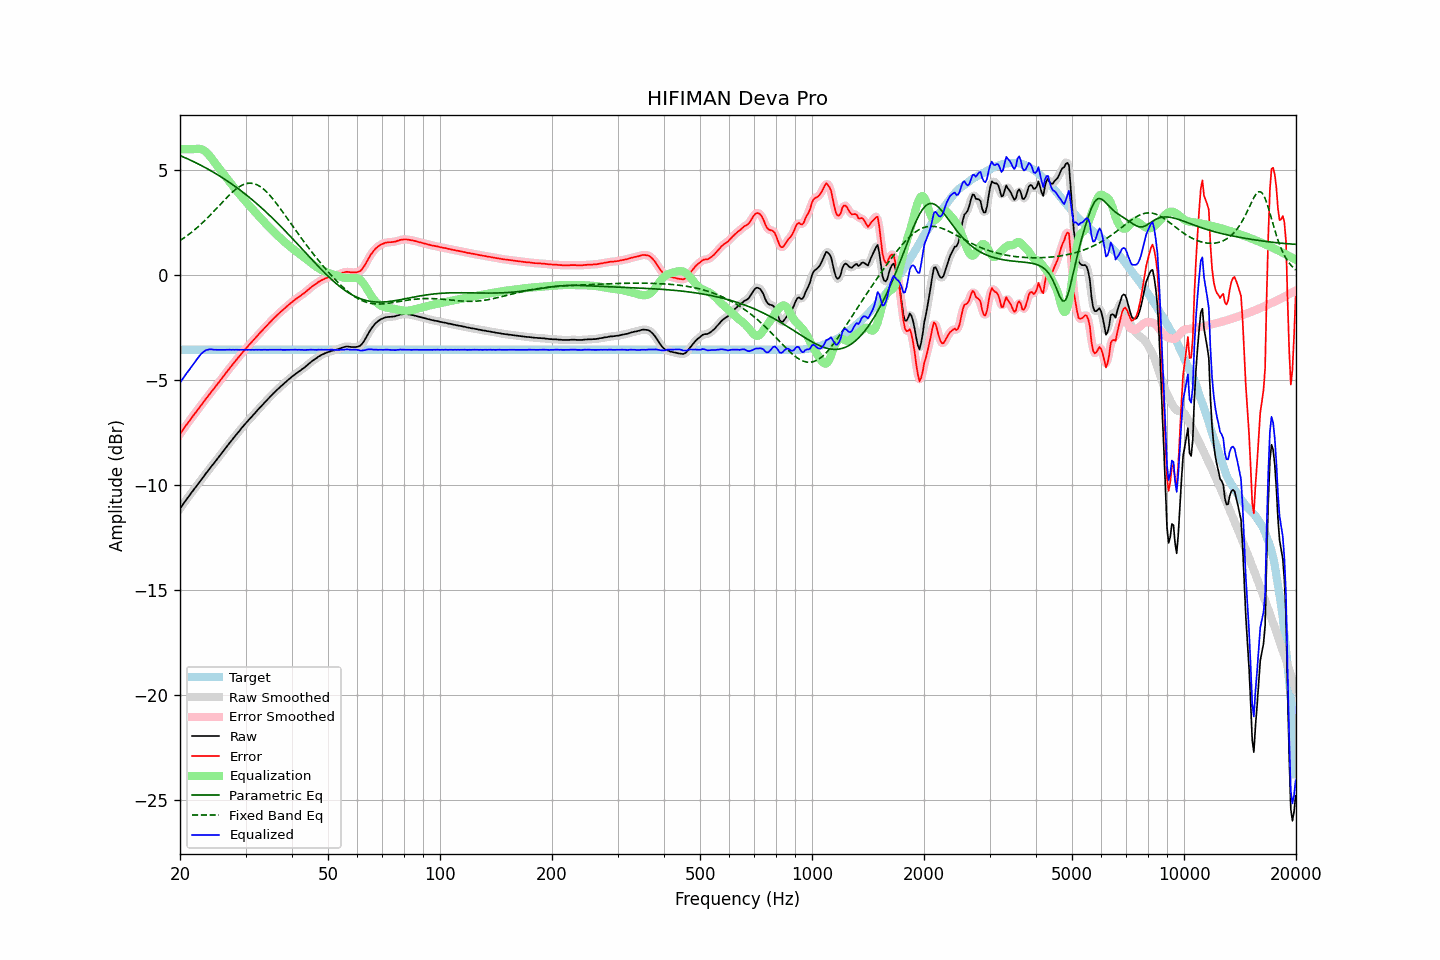 HIFIMAN Deva Pro
Amplitude (dBr)
5
0
−5
−10
−15
−20
−25
Target
Raw Smoothed
Error Smoothed
Raw
Error
Equalization
Parametric Eq
Fixed Band Eq
Equalized
20 50 100 200 500 1000 2000 5000 10000 20000
Frequency (Hz)